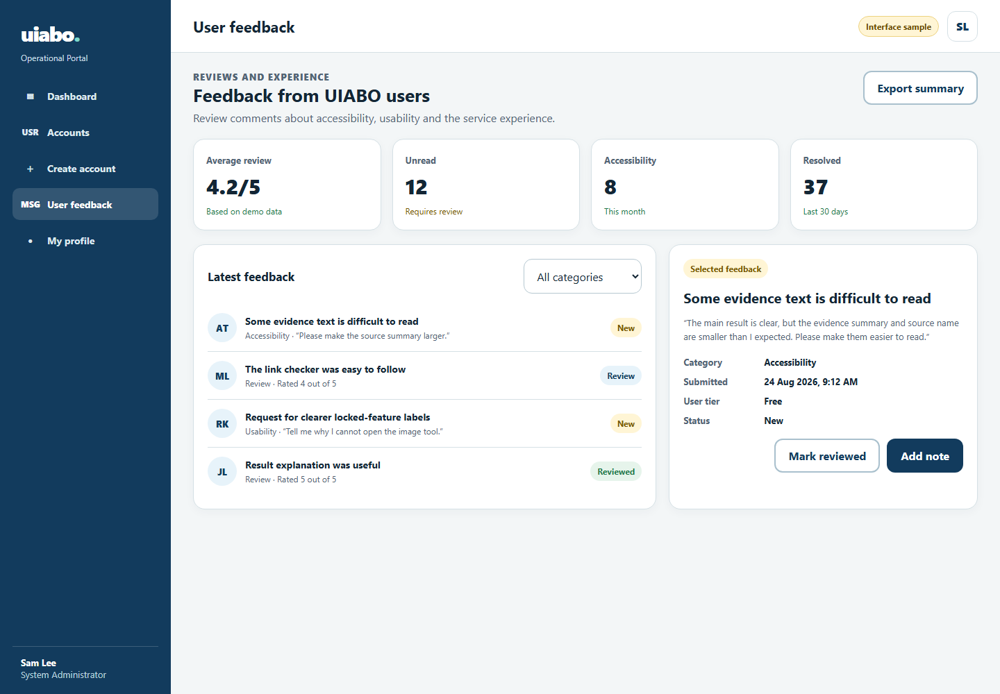 uiabo.
Operational Portal
Dashboard
USR Accounts
+ Create account
MSG User feedback
• My profile
Sam Lee
System Administrator
User feedback
Interface sample
SL
REVIEWS AND EXPERIENCE
Feedback from UIABO users
Review comments about accessibility, usability and the service experience.
Export summary
Average review
4.2/5
Based on demo data
Unread
12
Requires review
Accessibility
8
This month
Resolved
37
Last 30 days
Latest feedback
All categories
AT
Some evidence text is difficult to read
Accessibility · “Please make the source summary larger.”
New
ML
The link checker was easy to follow
Review · Rated 4 out of 5
Review
RK
Request for clearer locked-feature labels
Usability · “Tell me why I cannot open the image tool.”
New
JL
Result explanation was useful
Review · Rated 5 out of 5
Reviewed
Selected feedback
Some evidence text is difficult to read
“The main result is clear, but the evidence summary and source name
are smaller than I expected. Please make them easier to read.”
Category Accessibility
Submitted 24 Aug 2026, 9:12 AM
User tier Free
Status New
Mark reviewed
Add note